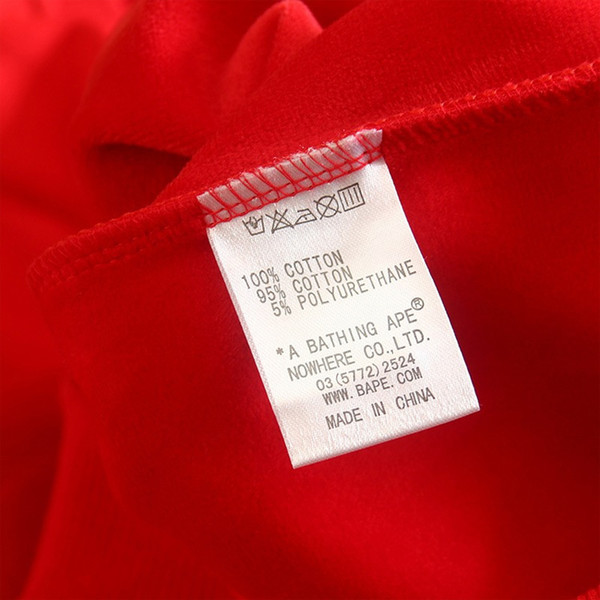 100% COTTON
95% COTTON
5% POLYURETHANE
*A BATHING APE®
NOWHERE CO.,LTD.
03(5772)2524
WWW.BAPE.COM
MADE IN CHINA